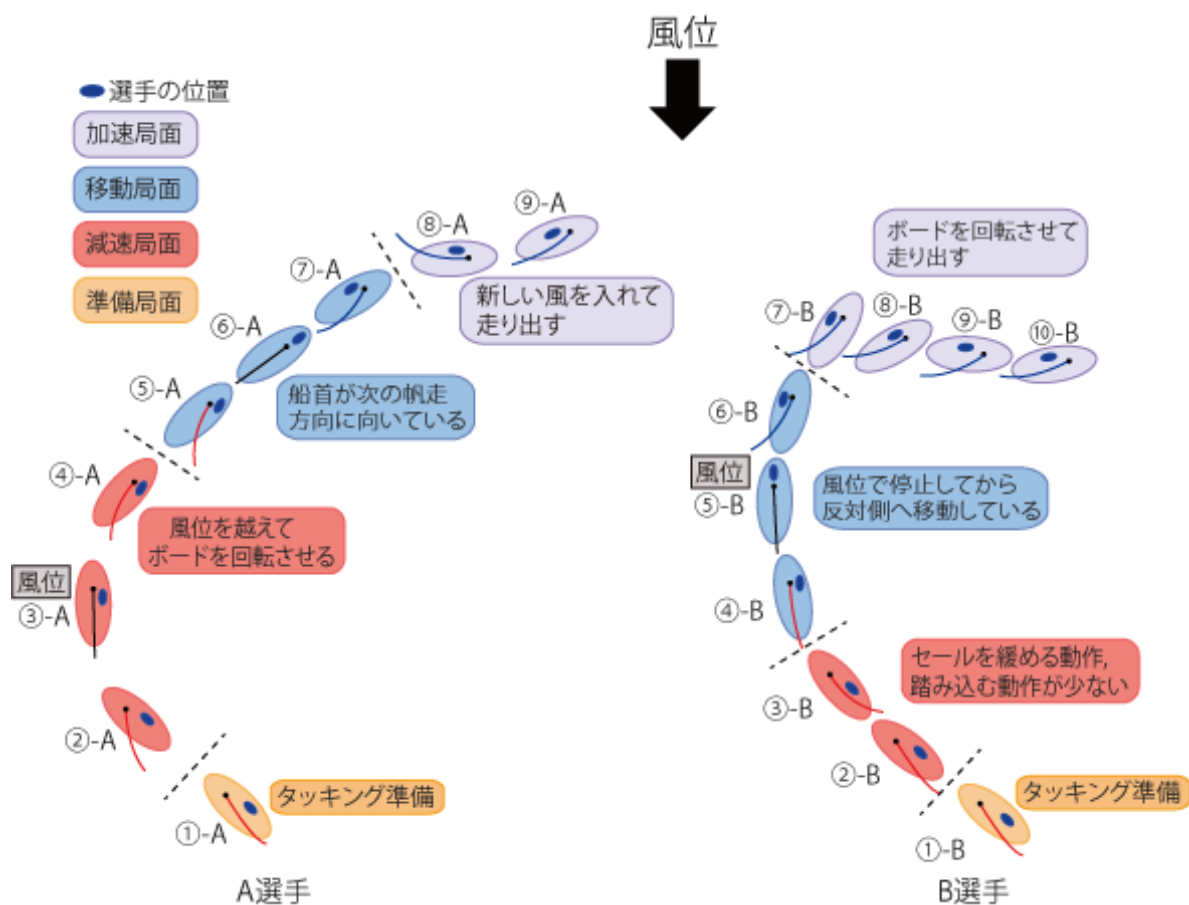 風位
選手の位置
加速局面
移動局面
減速局面
準備局面
⑨-A
⑧-A
⑦-A
新しい風を入れて
走り出す
⑥-A
⑤-A
船首が次の帆走
方向に向いている
④-A
風位を越えて
ボードを回転させる
風位
③-A
②-A
タッキング準備
①-A
A選手
ボードを回転させて
走り出す
⑦-B
⑧-B
⑨-B
⑩-B
⑥-B
風位
⑤-B
風位で停止してから
反対側へ移動している
④-B
セールを緩める動作,
踏み込む動作が少ない
③-B
②-B
タッキング準備
①-B
B選手